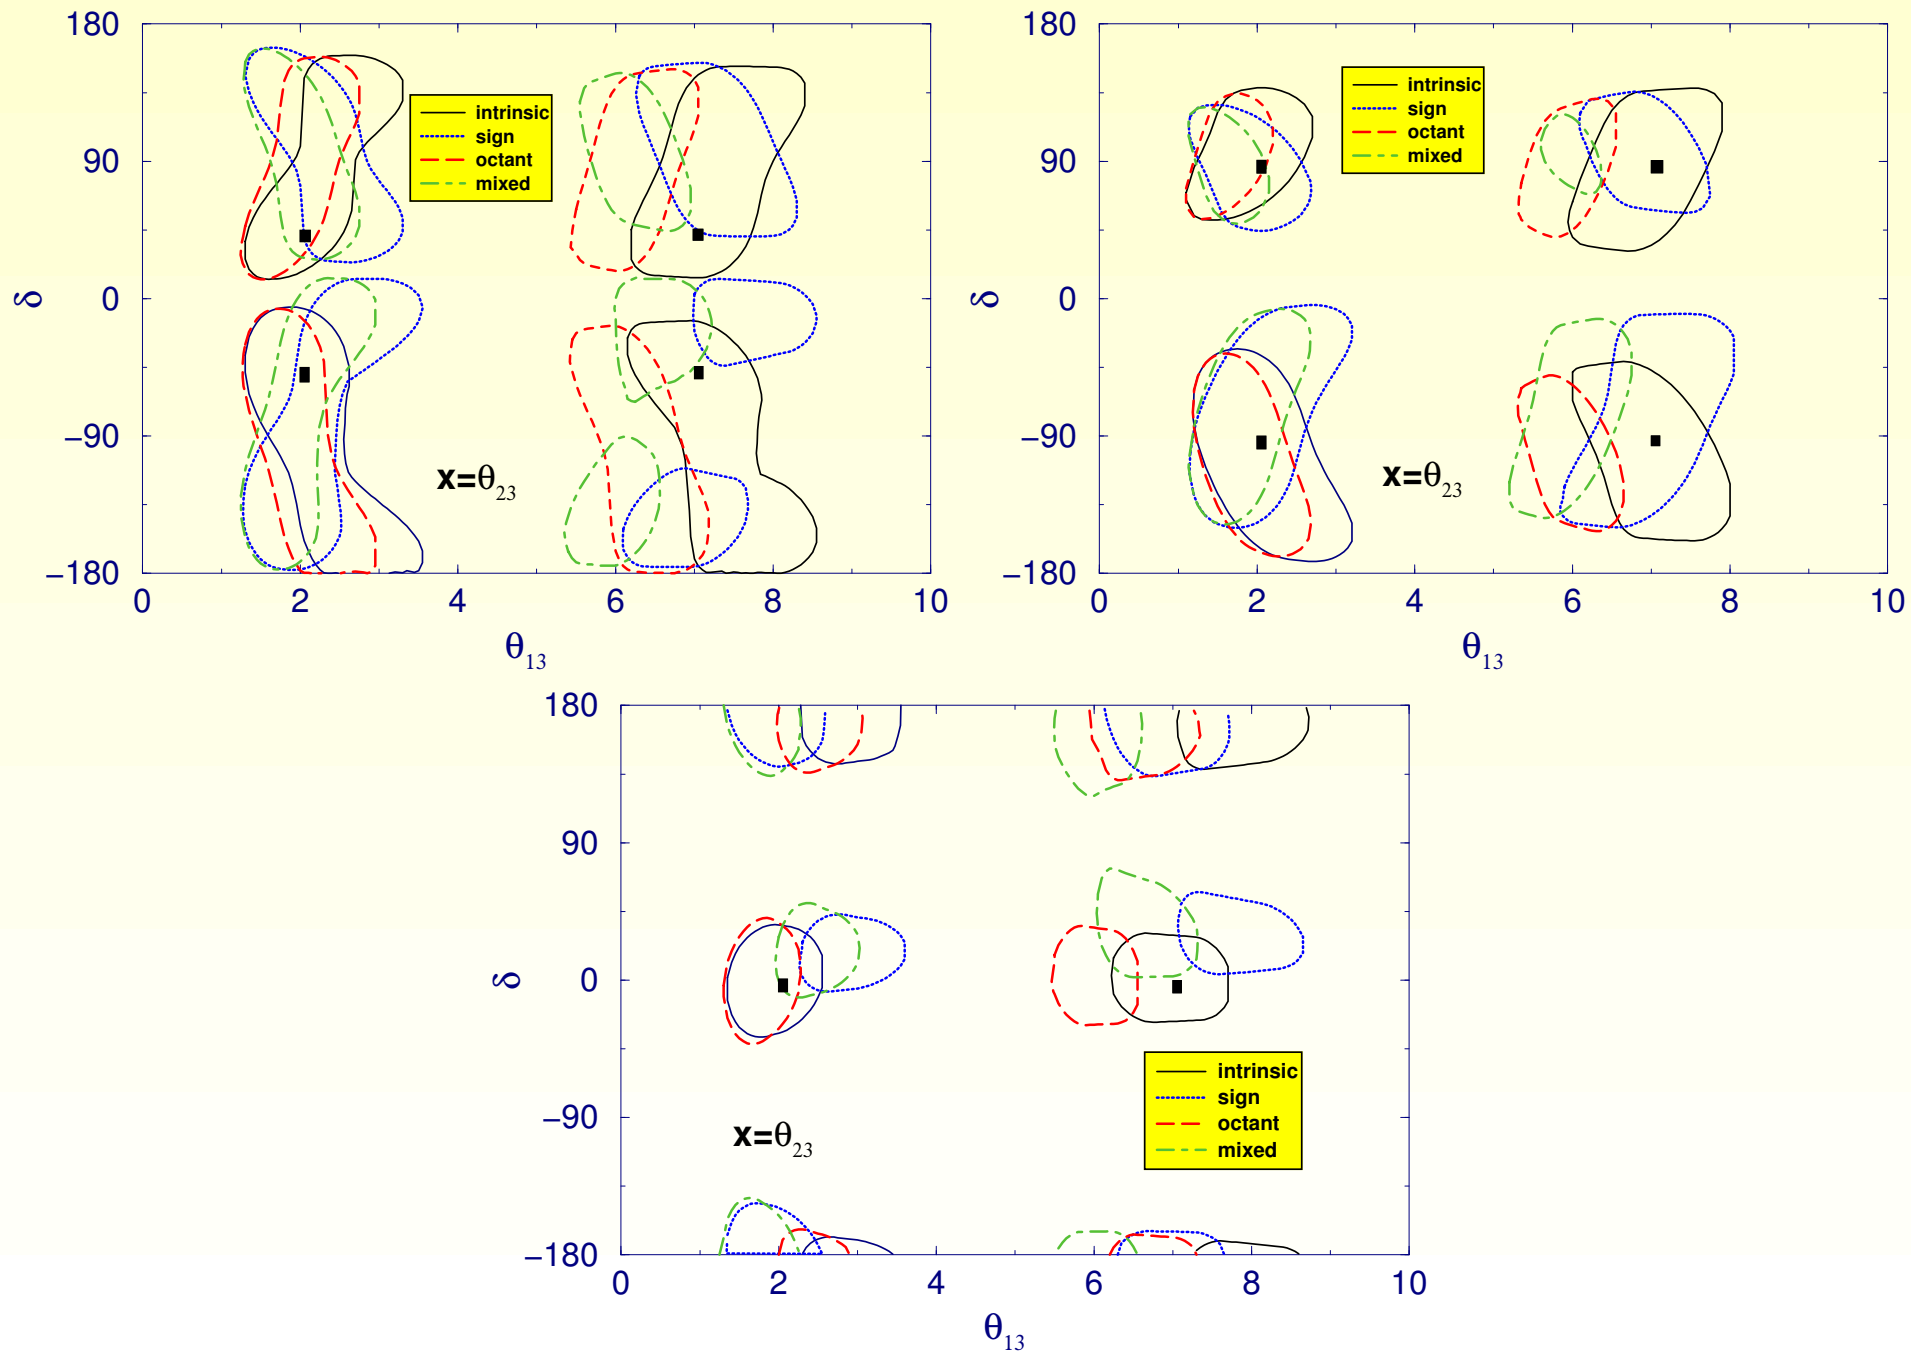 180
90
0
−90
−180
δ
0 2 4 6 8 10
θ13
intrinsic
sign
octant
mixed
x=θ23
180
90
0
−90
−180
δ
0 2 4 6 8 10
θ13
intrinsic
sign
octant
mixed
x=θ23
180
90
0
−90
−180
δ
0 2 4 6 8 10
θ13
intrinsic
sign
octant
mixed
x=θ23